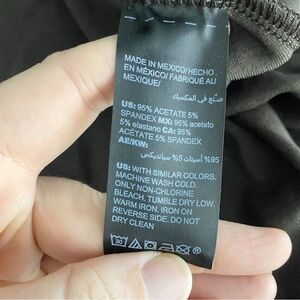 MADE IN MEXICO/HECHO
EN MÉXICO/ FABRIQUÉ AU
MEXIQUE/
صنع في المكسيك
US: 95% ACETATE 5%
SPANDEX MX: 95% acetato
5% elastano CA: 95%
ACÉTATE 5% SPANDEX
AE/KW:
95% أسيتات 5% سباندیکس
US: WITH SIMILAR COLORS.
MACHINE WASH COLD.
ONLY NON-CHLORINE
BLEACH. TUMBLE DRY LOW.
WARM IRON. IRON ON
REVERSE SIDE. DO NOT
DRY CLEAN
30